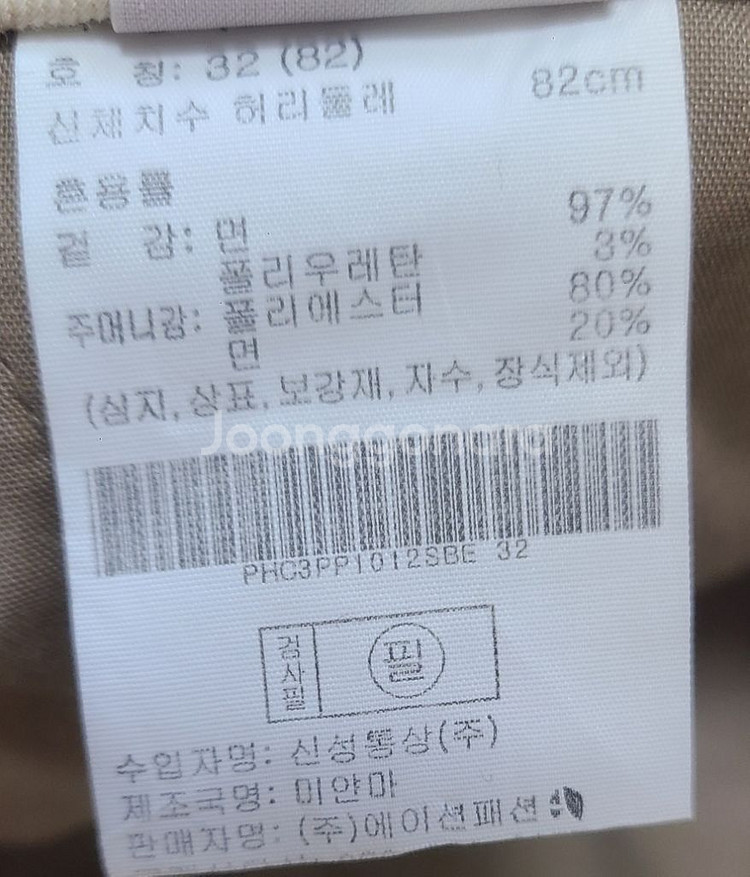 호 칭: 32 (82)
신체치수 허리둘레 82cm
혼용률
겉 감: 면 97%
폴리우레탄 3%
주머니감: 폴리에스터 80%
면 20%
(심지, 상표, 보강재, 자수, 장식제외)
Joonggonara
PHC3PP1012SBE 32
검사필
필
수입자명: 신성통상(주)
제조국명: 미얀마
판매자명: (주)에이션패션